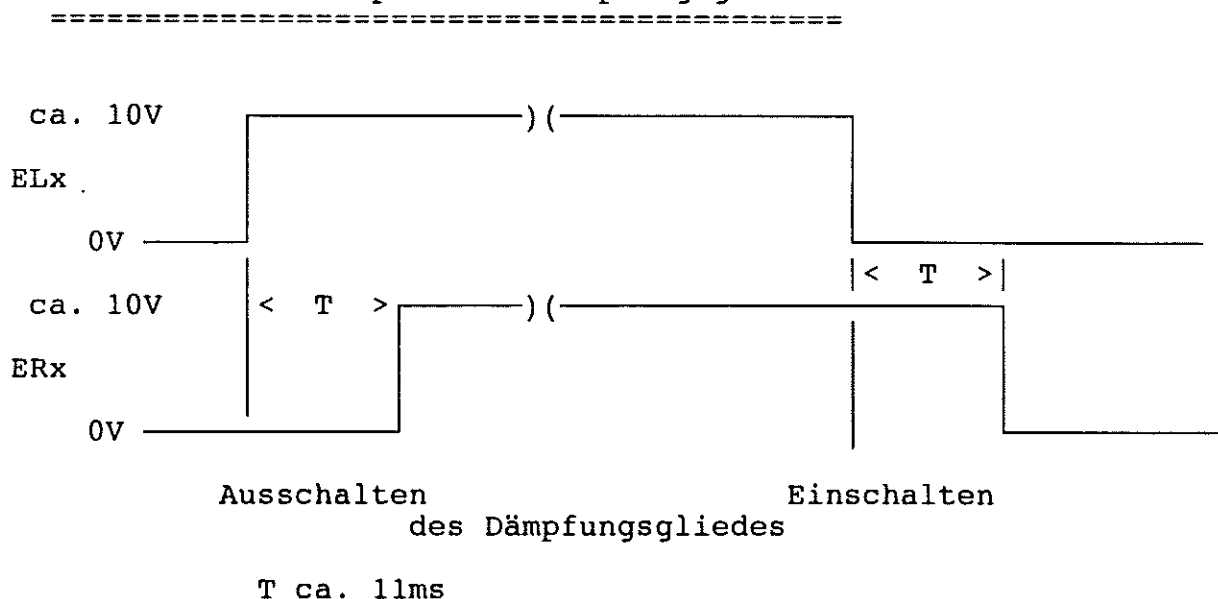 ===========================================
ca. 10V )(
ELx
0V
< T >
ca. 10V < T > )(
ERx
0V
Ausschalten Einschalten
des Dämpfungsgliedes
T ca. 11ms